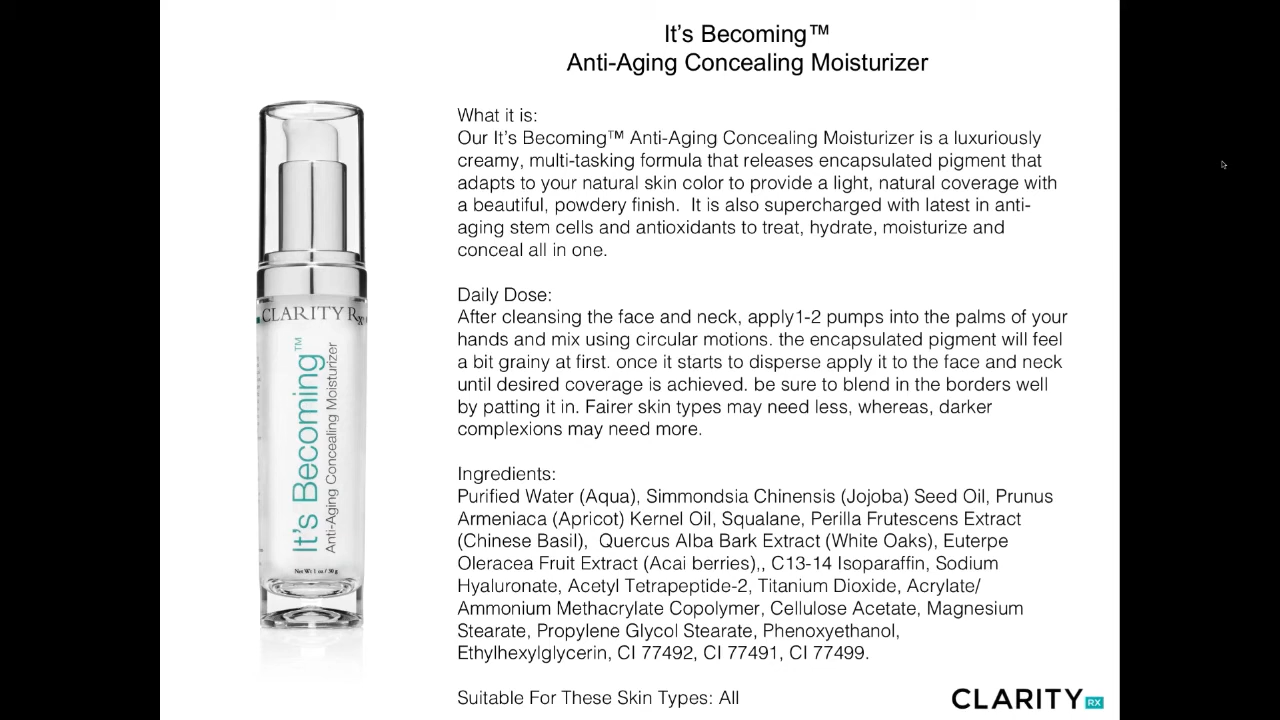 It's Becoming™
Anti-Aging Concealing Moisturizer
What it is:
Our It's Becoming™ Anti-Aging Concealing Moisturizer is a luxuriously
creamy, multi-tasking formula that releases encapsulated pigment that
adapts to your natural skin color to provide a light, natural coverage with
a beautiful, powdery finish.  It is also supercharged with latest in anti-
aging stem cells and antioxidants to treat, hydrate, moisturize and
conceal all in one.
Daily Dose:
After cleansing the face and neck, apply1-2 pumps into the palms of your
hands and mix using circular motions. the encapsulated pigment will feel
a bit grainy at first. once it starts to disperse apply it to the face and neck
until desired coverage is achieved. be sure to blend in the borders well
by patting it in. Fairer skin types may need less, whereas, darker
complexions may need more.
Ingredients:
Purified Water (Aqua), Simmondsia Chinensis (Jojoba) Seed Oil, Prunus
Armeniaca (Apricot) Kernel Oil, Squalane, Perilla Frutescens Extract
(Chinese Basil),  Quercus Alba Bark Extract (White Oaks), Euterpe
Oleracea Fruit Extract (Acai berries),, C13-14 Isoparaffin, Sodium
Hyaluronate, Acetyl Tetrapeptide-2, Titanium Dioxide, Acrylate/
Ammonium Methacrylate Copolymer, Cellulose Acetate, Magnesium
Stearate, Propylene Glycol Stearate, Phenoxyethanol,
Ethylhexylglycerin, CI 77492, CI 77491, CI 77499.
Suitable For These Skin Types: All
CLARITY Rx
It's Becoming™
Anti-Aging Concealing Moisturizer
Net Wt 1 oz / 30 g
CLARITY RX